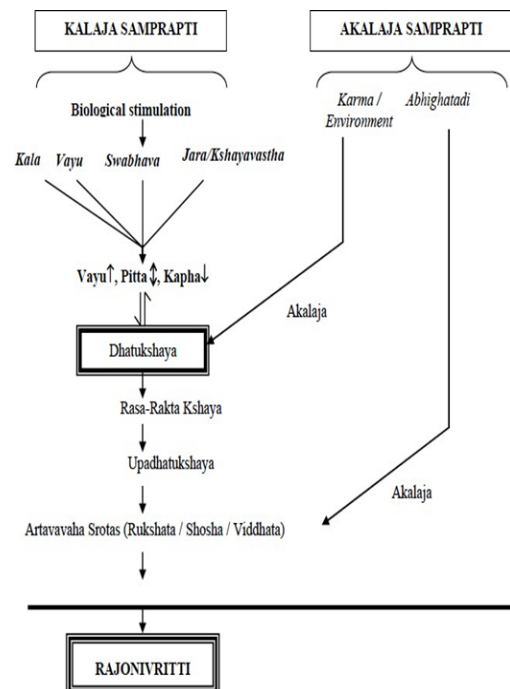 KALAJA SAMPRAPTI
AKALAJA SAMPRAPTI
Biological stimulation
Karma /
Environment
Abhighatadi
Kala
Vayu
Swabhava
Jara/Kshayavastha
Vayu↑, Pitta↕, Kapha↓
Akalaja
Dhatukshaya
Rasa-Rakta Kshaya
Upadhatukshaya
Akalaja
Artavavaha Srotas (Rukshata / Shosha / Viddhata)
RAJONIVRITTI